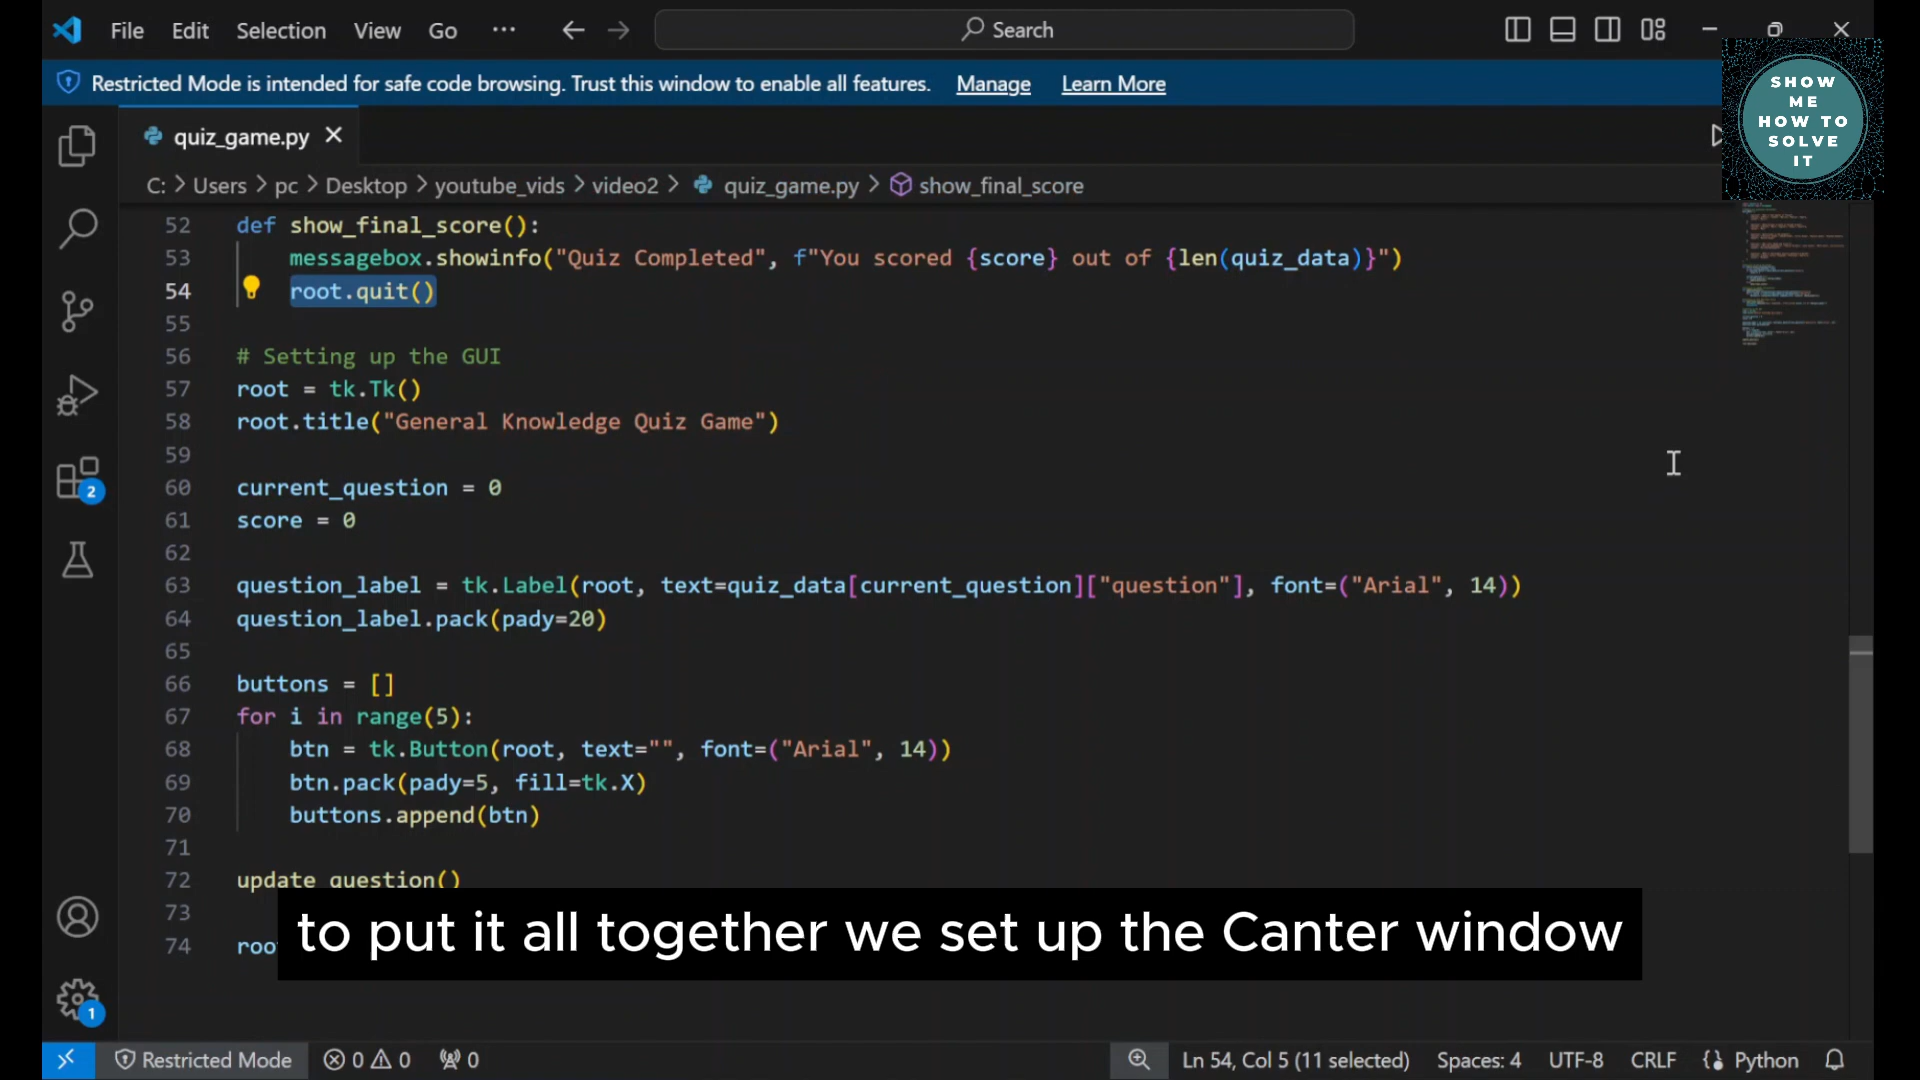 File Edit Selection View Go ... Search
Restricted Mode is intended for safe code browsing. Trust this window to enable all features. Manage Learn More
SHOW
ME
HOW TO
SOLVE
IT
quiz_game.py
C: > Users > pc > Desktop > youtube_vids > video2 > quiz_game.py > show_final_score
52 def show_final_score():
53 messagebox.showinfo("Quiz Completed", f"You scored {score} out of {len(quiz_data)}")
54 root.quit()
55
56 # Setting up the GUI
57 root = tk.Tk()
58 root.title("General Knowledge Quiz Game")
59
60 current_question = 0
61 score = 0
62
63 question_label = tk.Label(root, text=quiz_data[current_question]["question"], font=("Arial", 14))
64 question_label.pack(pady=20)
65
66 buttons = []
67 for i in range(5):
68 btn = tk.Button(root, text="", font=("Arial", 14))
69 btn.pack(pady=5, fill=tk.X)
70 buttons.append(btn)
71
72 update_question()
73
74 roo
2
1
to put it all together we set up the Canter window
Restricted Mode 0 0 0 Ln 54, Col 5 (11 selected) Spaces: 4 UTF-8 CRLF Python